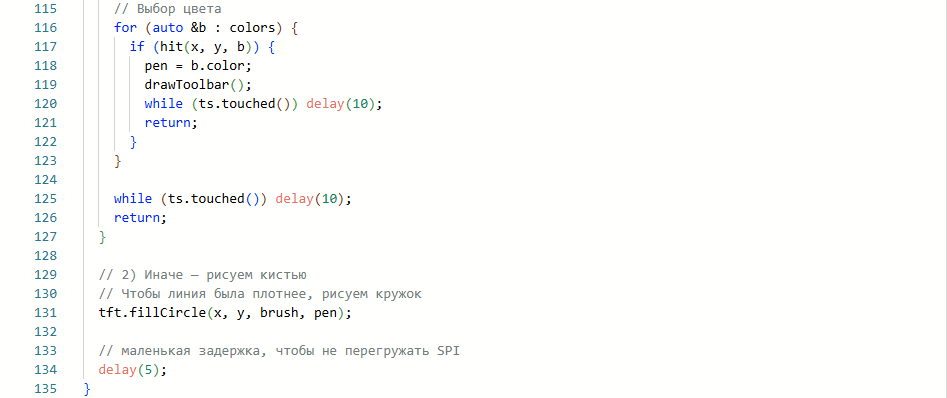 115 // Выбор цвета
116 for (auto &b : colors) {
117 if (hit(x, y, b)) {
118 pen = b.color;
119 drawToolbar();
120 while (ts.touched()) delay(10);
121 return;
122 }
123 }
124
125 while (ts.touched()) delay(10);
126 return;
127 }
128
129 // 2) Иначе — рисуем кистью
130 // Чтобы линия была плотнее, рисуем кружок
131 tft.fillCircle(x, y, brush, pen);
132
133 // маленькая задержка, чтобы не перегружать SPI
134 delay(5);
135 }